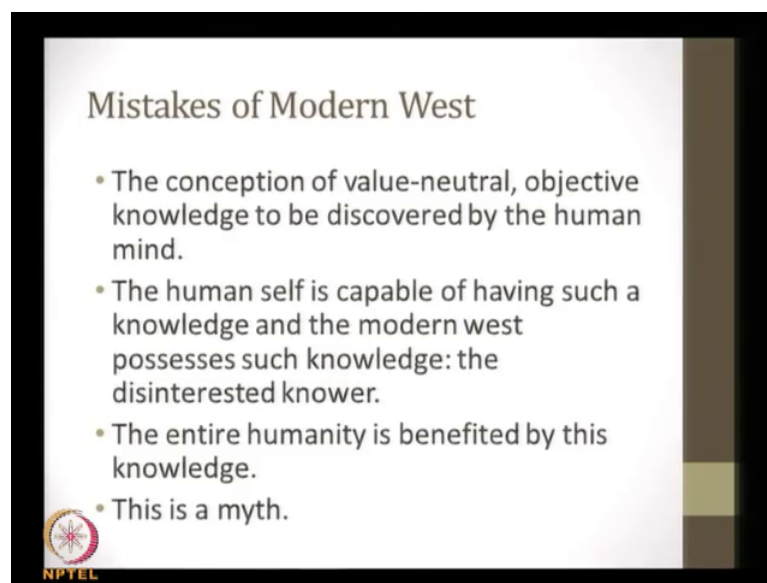 Mistakes of Modern West
• The conception of value-neutral, objective
knowledge to be discovered by the human
mind.
• The human self is capable of having such a
knowledge and the modern west
possesses such knowledge: the
disinterested knower.
• The entire humanity is benefited by this
knowledge.
• This is a myth.
NPTEL